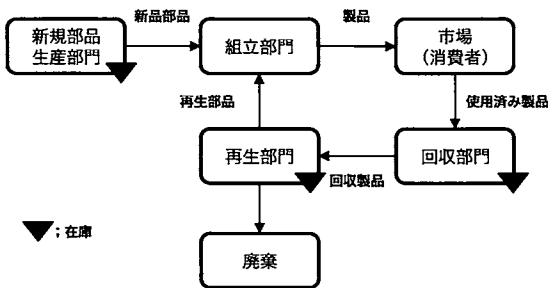 新規部品
生産部門
新品部品
組立部門
製品
市場
（消費者）
再生部品
使用済み製品
再生部門
回収製品
回収部門
；在庫
廃棄